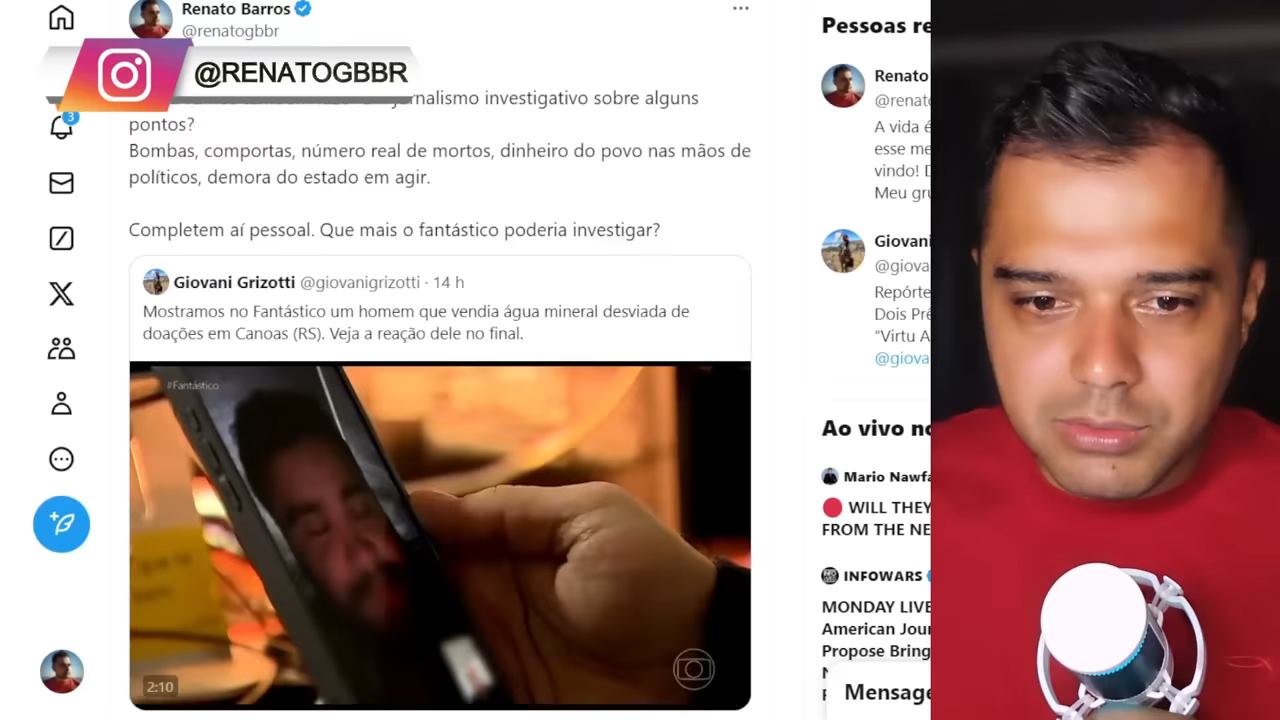 Renato Barros
@renatogbbr
@RENATOGBBR
jornalismo investigativo sobre alguns
pontos?
Bombas, comportas, número real de mortos, dinheiro do povo nas mãos de
políticos, demora do estado em agir.
Completem aí pessoal. Que mais o fantástico poderia investigar?
Giovani Grizotti @giovanigrizotti · 14 h
Mostramos no Fantástico um homem que vendia água mineral desviada de
doações em Canoas (RS). Veja a reação dele no final.
#Fantástico
2:10
3
Pessoas re
Renato
@renato
A vida é
esse me
vindo! D
Meu gru
Giovani
@giova
Repórte
Dois Pré
“Virtu A
@giova
Ao vivo no
Mario Nawfa
WILL THEY
FROM THE NE
INFOWARS
MONDAY LIVE
American Jour
Propose Bring
Message